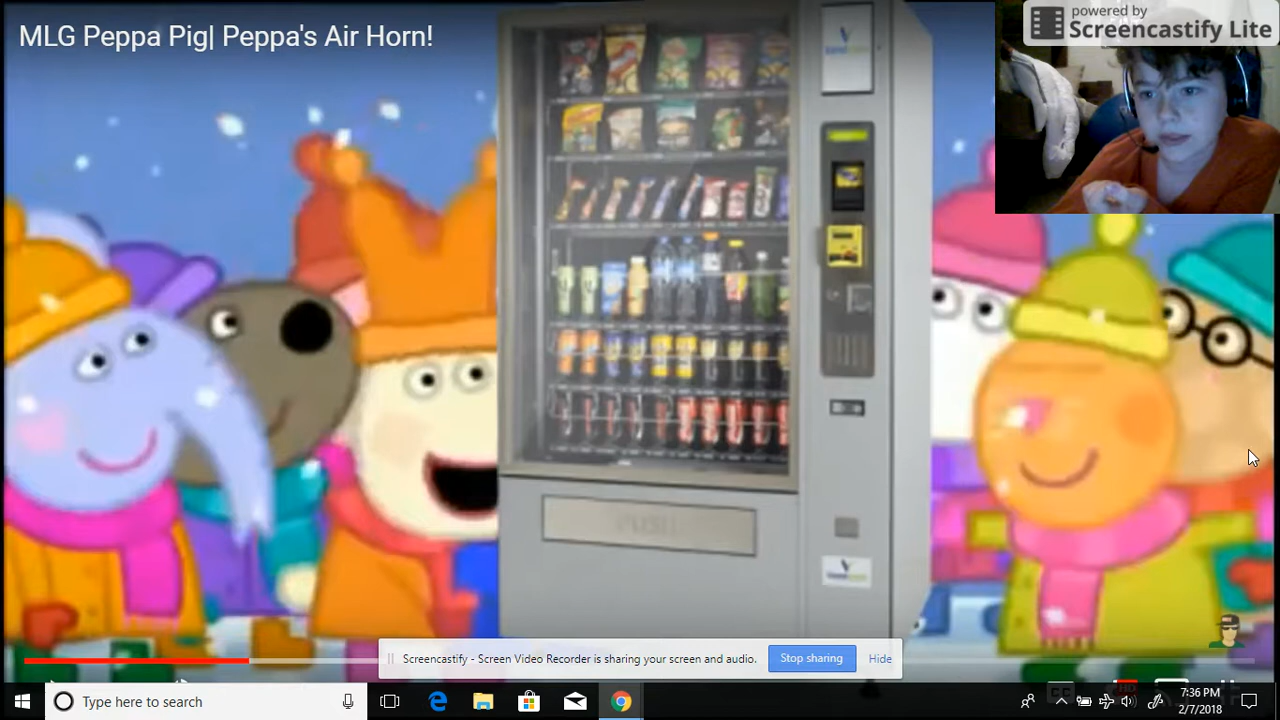 MLG Peppa Pig| Peppa's Air Horn!
powered by
Screencastify Lite
PUSH
Screencastify - Screen Video Recorder is sharing your screen and audio.
Stop sharing
Hide
Type here to search
7:36 PM
2/7/2018